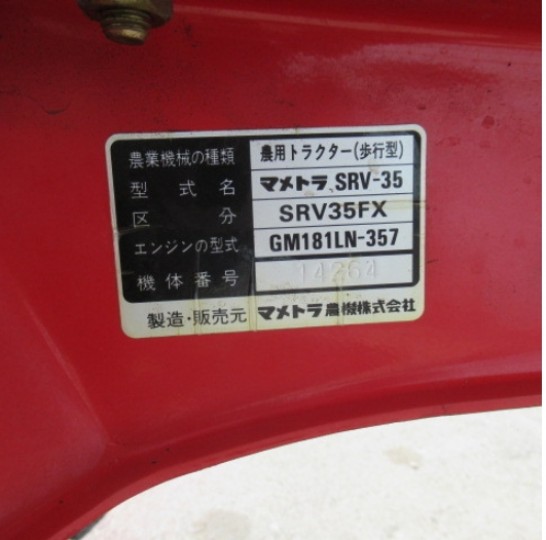 農業機械の種類 農用トラクター(歩行型)
型式名 マメトラ SRV-35
区分 SRV35FX
エンジンの型式 GM181LN-357
機体番号 14264
製造・販売元 マメトラ農機株式会社